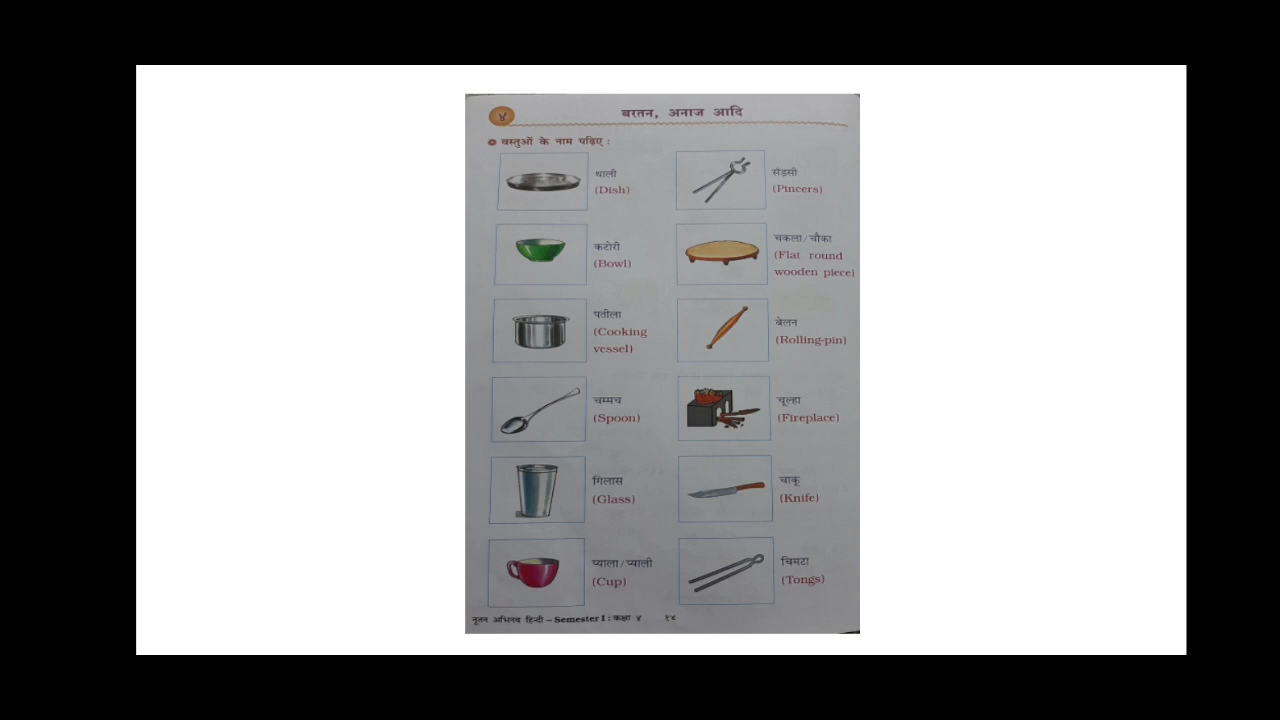 ४
बरतन, अनाज आदि
वस्तुओं के नाम पढ़िए :
थाली
(Dish)
सँड़सी
(Pincers)
कटोरी
(Bowl)
चकला / चौका
(Flat round
wooden piece)
पतीला
(Cooking
vessel)
बेलन
(Rolling-pin)
चम्मच
(Spoon)
चूल्हा
(Fireplace)
गिलास
(Glass)
चाकू
(Knife)
प्याला / प्याली
(Cup)
चिमटा
(Tongs)
नूतन अभिनव हिन्दी – Semester I : कक्षा ४ १४